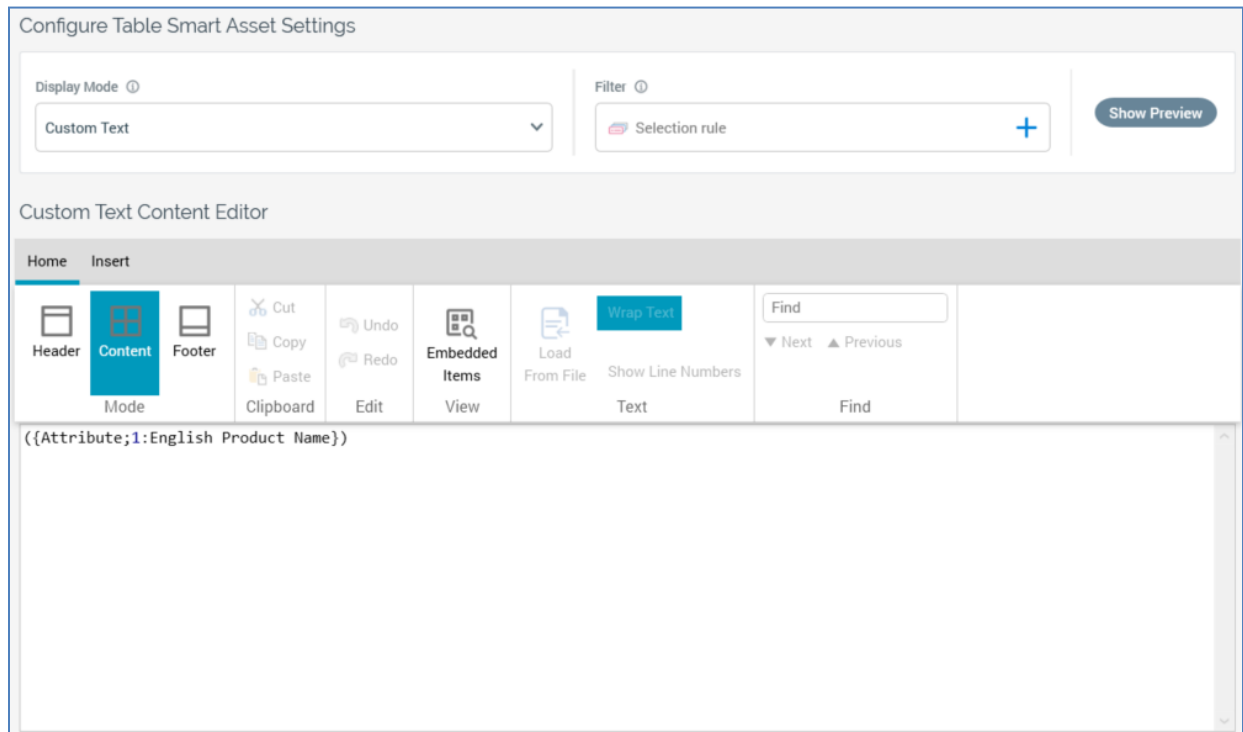 Configure Table Smart Asset Settings
Display Mode
Filter
Custom Text
Selection rule
Show Preview
Custom Text Content Editor
Home Insert
Header
Content
Footer
Mode
Cut
Copy
Paste
Clipboard
Undo
Redo
Edit
Embedded
Items
View
Load
From File
Wrap Text
Show Line Numbers
Text
Find
Next Previous
Find
({Attribute;1:English Product Name})